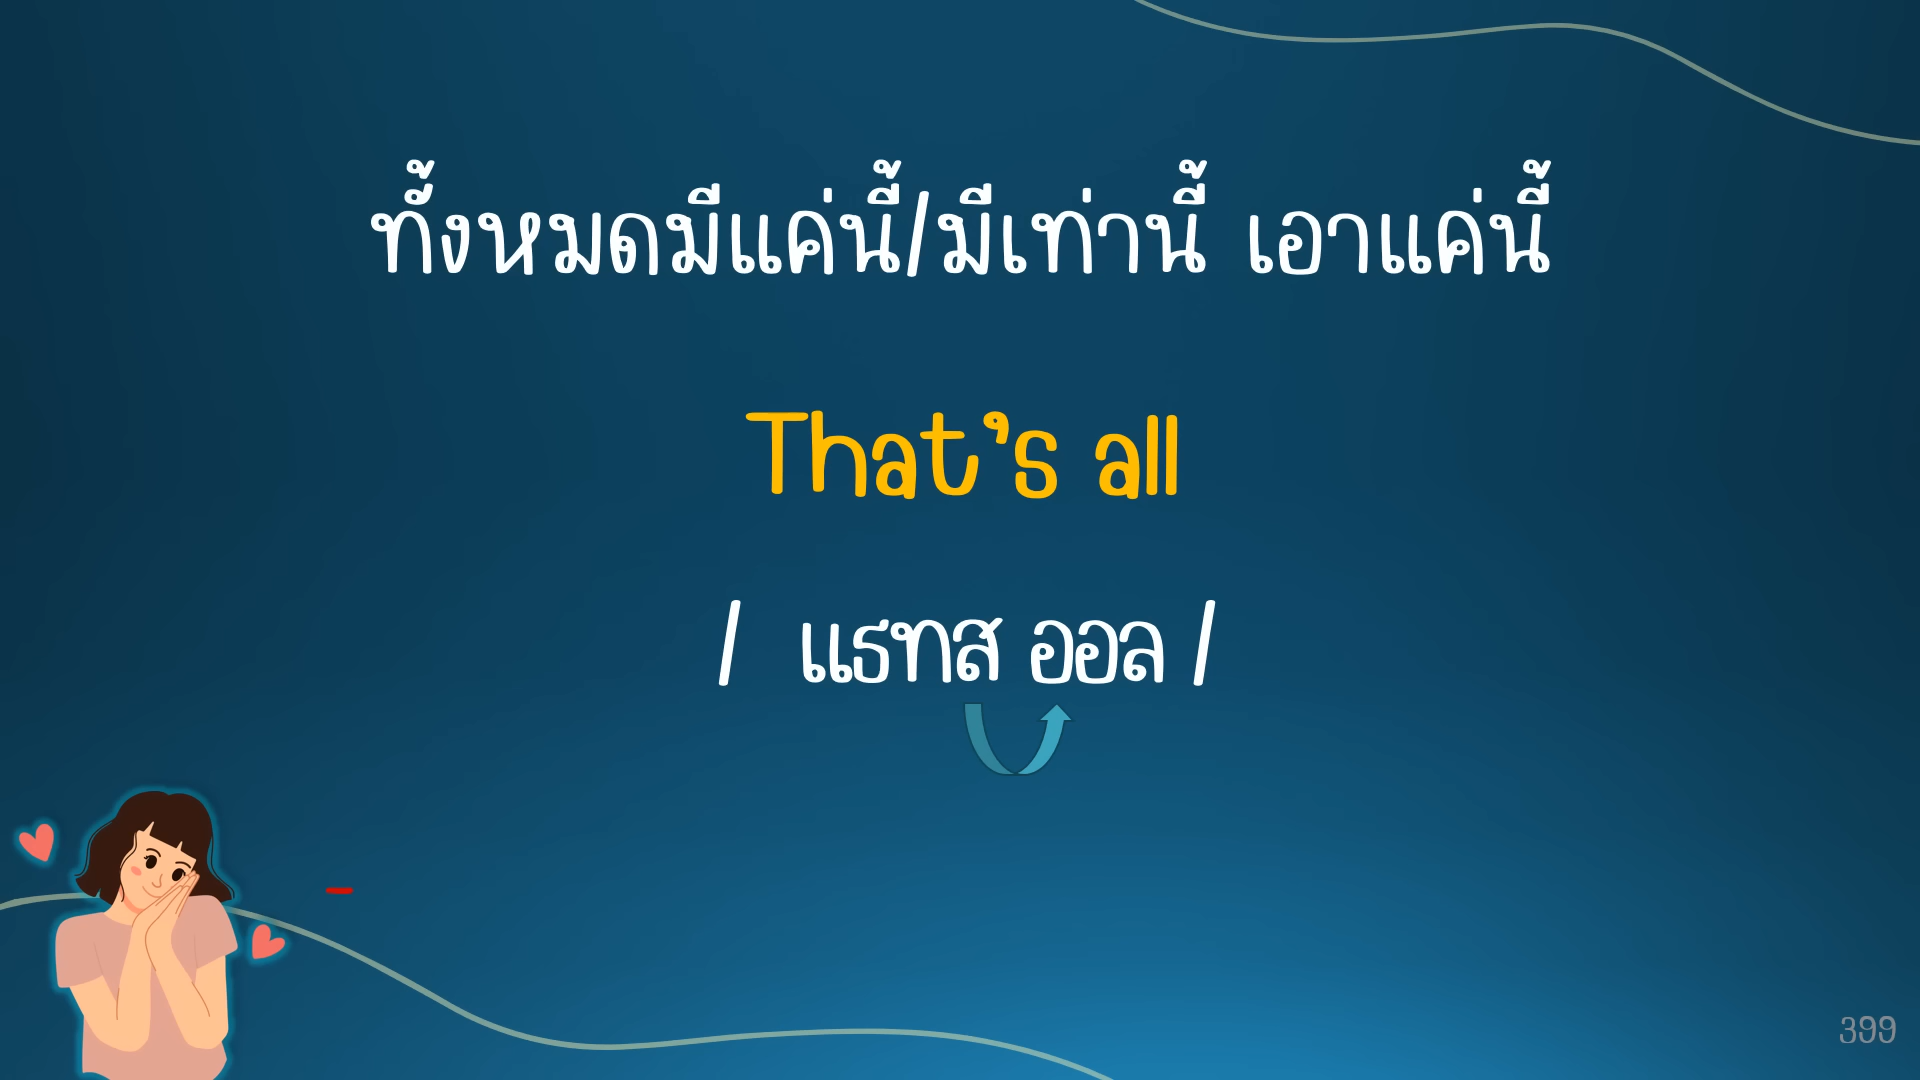 ทั้งหมดมีแค่นี้/มีเท่านี้ เอาแค่นี้
That’s all
/ แธทส ออล /
399